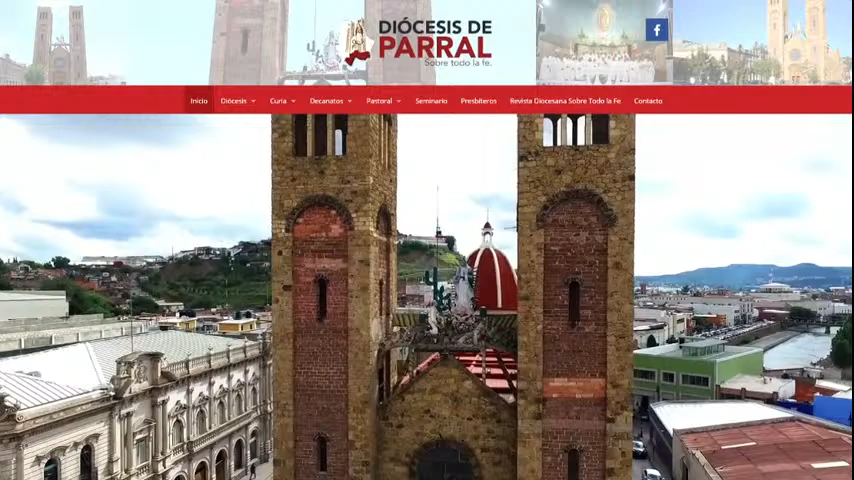 DIÓCESIS DE
PARRAL
Sobre todo la fe.
f
Inicio Diócesis Curia Decanatos Pastoral Seminario Presbíteros Revista Diocesana Sobre Todo la Fe Contacto